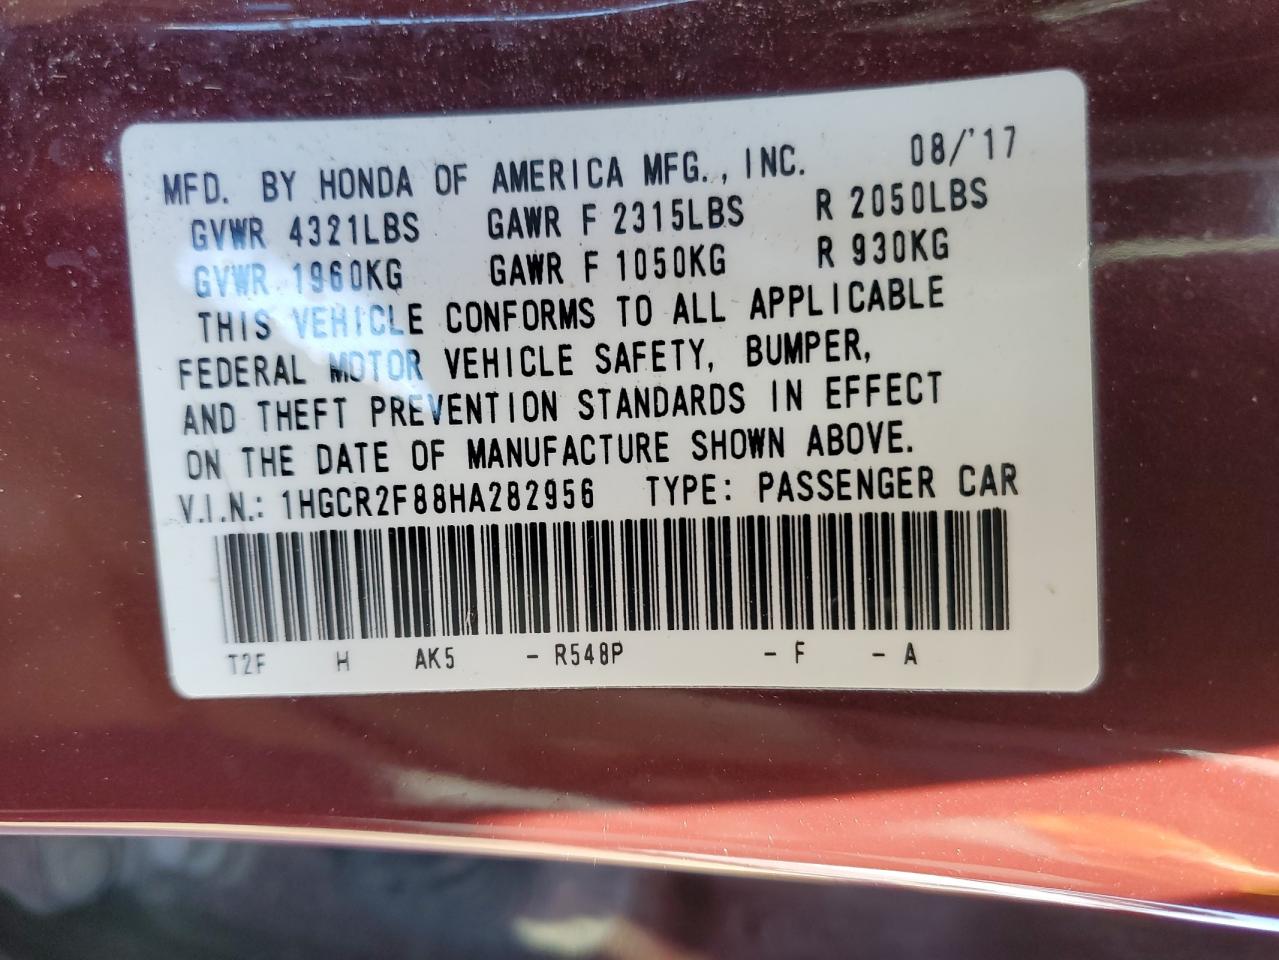 MFD. BY HONDA OF AMERICA MFG., INC. 08/'17
GVWR 4321LBS GAWR F 2315LBS R 2050LBS
GVWR 1960KG GAWR F 1050KG R 930KG
THIS VEHICLE CONFORMS TO ALL APPLICABLE
FEDERAL MOTOR VEHICLE SAFETY, BUMPER,
AND THEFT PREVENTION STANDARDS IN EFFECT
ON THE DATE OF MANUFACTURE SHOWN ABOVE.
V.I.N.: 1HGCR2F88HA282956 TYPE: PASSENGER CAR
T2F H AK5 - R548P - F - A